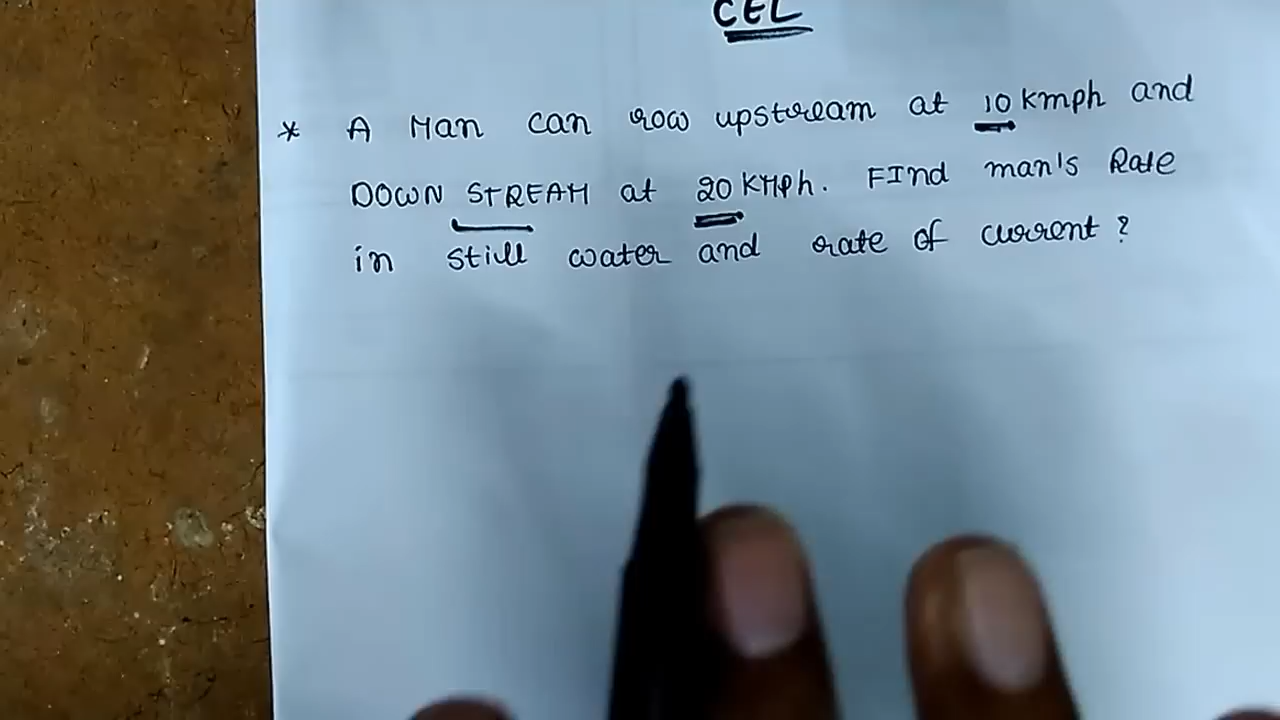 CEL
* A Man can row upstream at 10 kmph and
DOWN STREAM at 20 KMPh. FInd man's Rate
in still water and rate of current ?